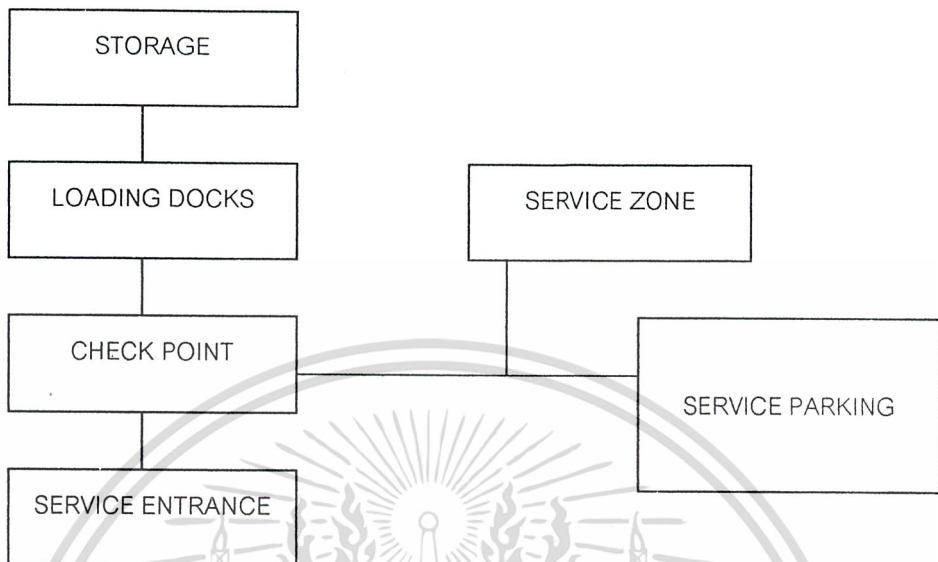 STORAGE
LOADING DOCKS
SERVICE ZONE
CHECK POINT
SERVICE PARKING
SERVICE ENTRANCE